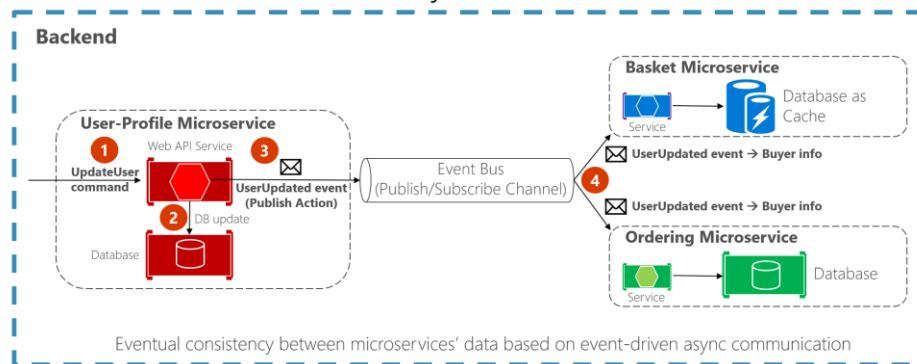 Backend
User-Profile Microservice
1
Web API Service
3
UpdateUser
command
UserUpdated event
(Publish Action)
2
DB update
Database
Event Bus
(Publish/Subscribe Channel)
4
Basket Microservice
Service
Database as
Cache
UserUpdated event → Buyer info
UserUpdated event → Buyer info
Ordering Microservice
Service
Database
Eventual consistency between microservices' data based on event-driven async communication